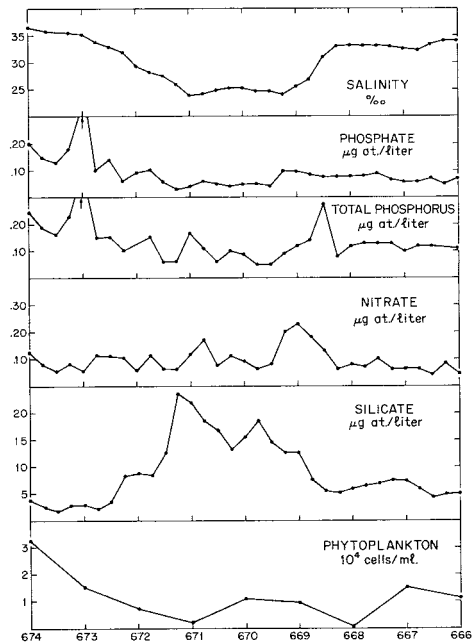 35
30
25
SALINITY
‰
.20
.10
PHOSPHATE
µg at./liter
.20
.10
TOTAL PHOSPHORUS
µg at./liter
.30
.20
.10
NITRATE
µg at./liter
20
15
10
5
SILICATE
µg at./liter
3
2
1
PHYTOPLANKTON
10⁴ cells/ml.
674 673 672 671 670 669 668 667 666